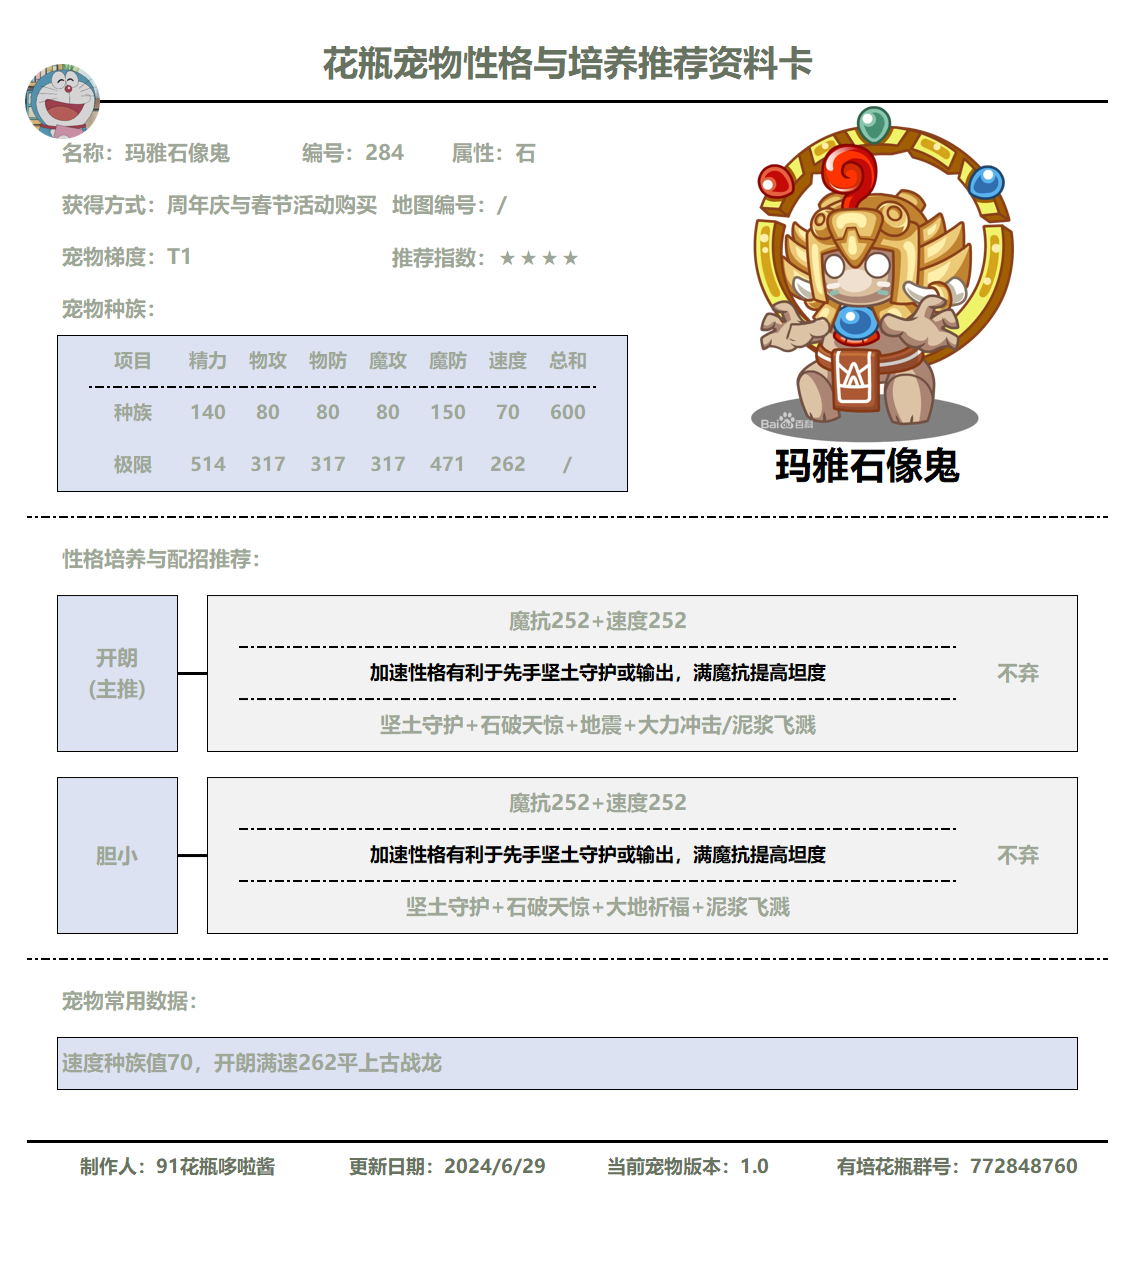 花瓶宠物性格与培养推荐资料卡
名称：玛雅石像鬼 编号：284 属性：石
获得方式：周年庆与春节活动购买 地图编号：/
宠物梯度：T1 推荐指数：★★★★
宠物种族：
项目 精力 物攻 物防 魔攻 魔防 速度 总和
种族 140 80 80 80 150 70 600
极限 514 317 317 317 471 262 /
Bai百科
玛雅石像鬼
性格培养与配招推荐：
开朗
(主推)
魔抗252+速度252
加速性格有利于先手坚土守护或输出，满魔抗提高坦度
坚土守护+石破天惊+地震+大力冲击/泥浆飞溅
不弃
胆小
魔抗252+速度252
加速性格有利于先手坚土守护或输出，满魔抗提高坦度
坚土守护+石破天惊+大地祈福+泥浆飞溅
不弃
宠物常用数据：
速度种族值70，开朗满速262平上古战龙
制作人：91花瓶哆啦酱 更新日期：2024/6/29 当前宠物版本：1.0 有培花瓶群号：772848760